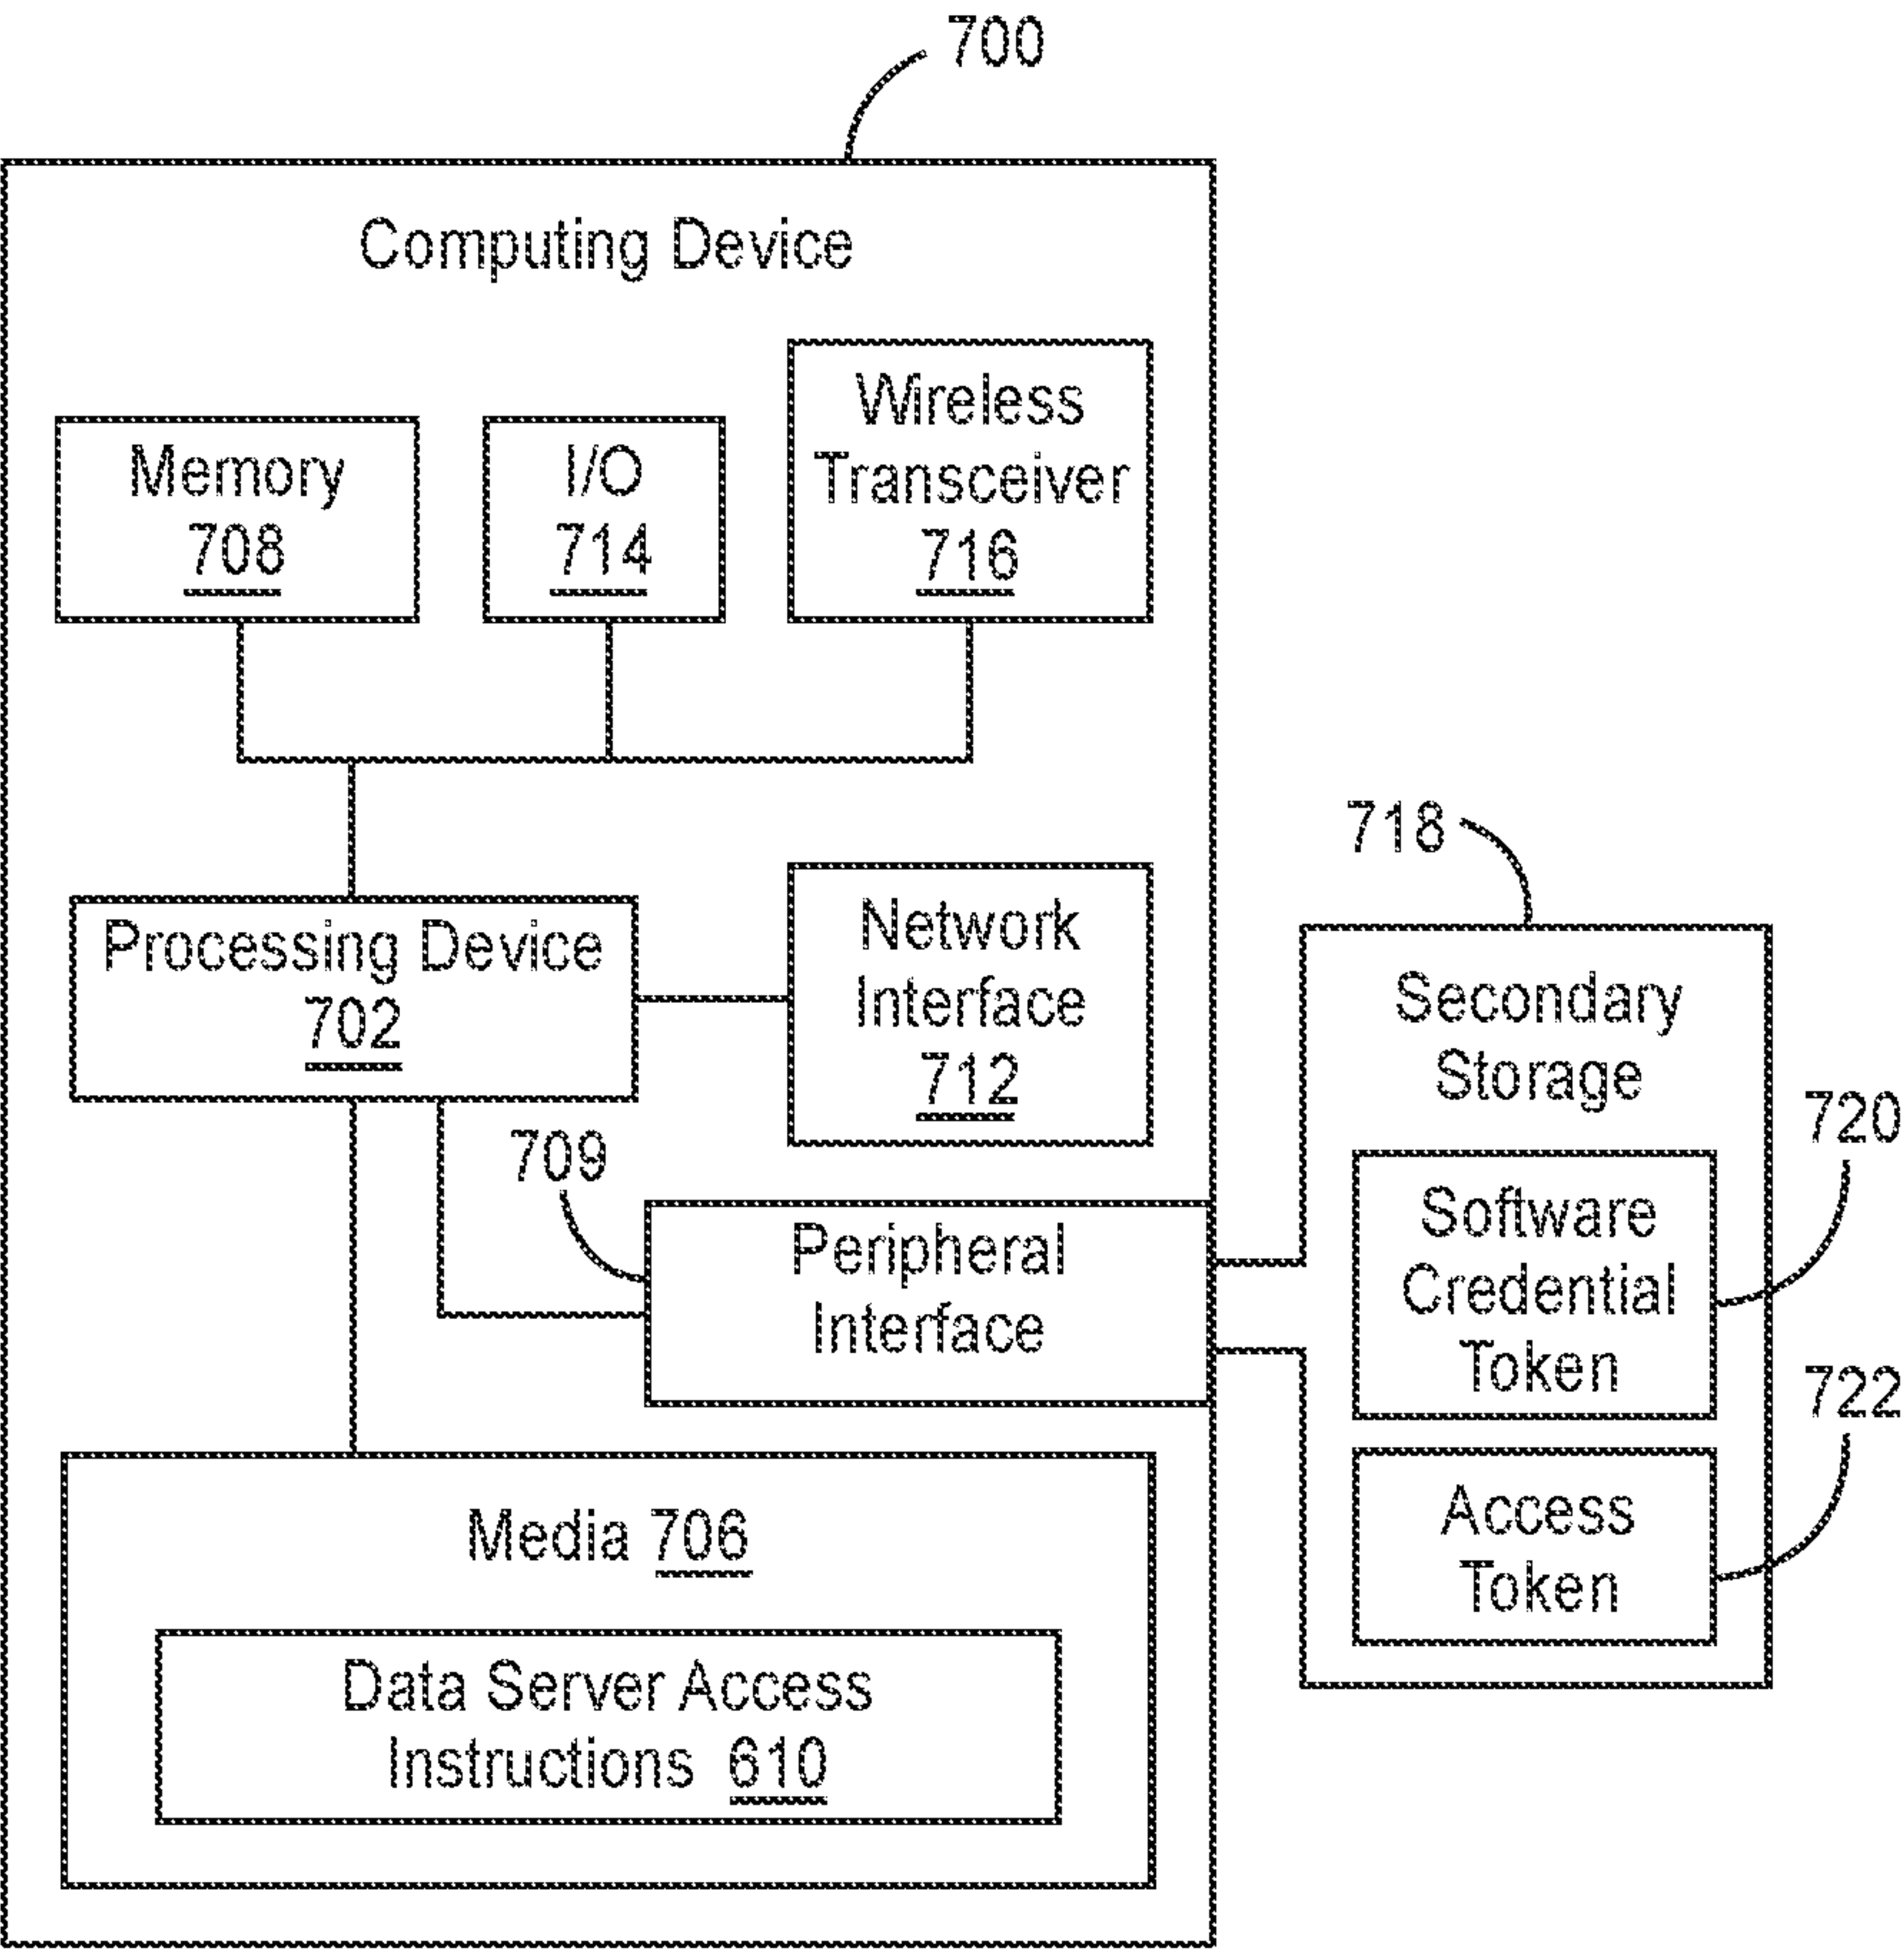 700
Computing Device
Memory
708
I/O
714
Wireless
Transceiver
716
Processing Device
702
Network
Interface
712
709
Peripheral
Interface
Media 706
Data Server Access
Instructions 610
718
Secondary
Storage
720
Software
Credential
Token
722
Access
Token